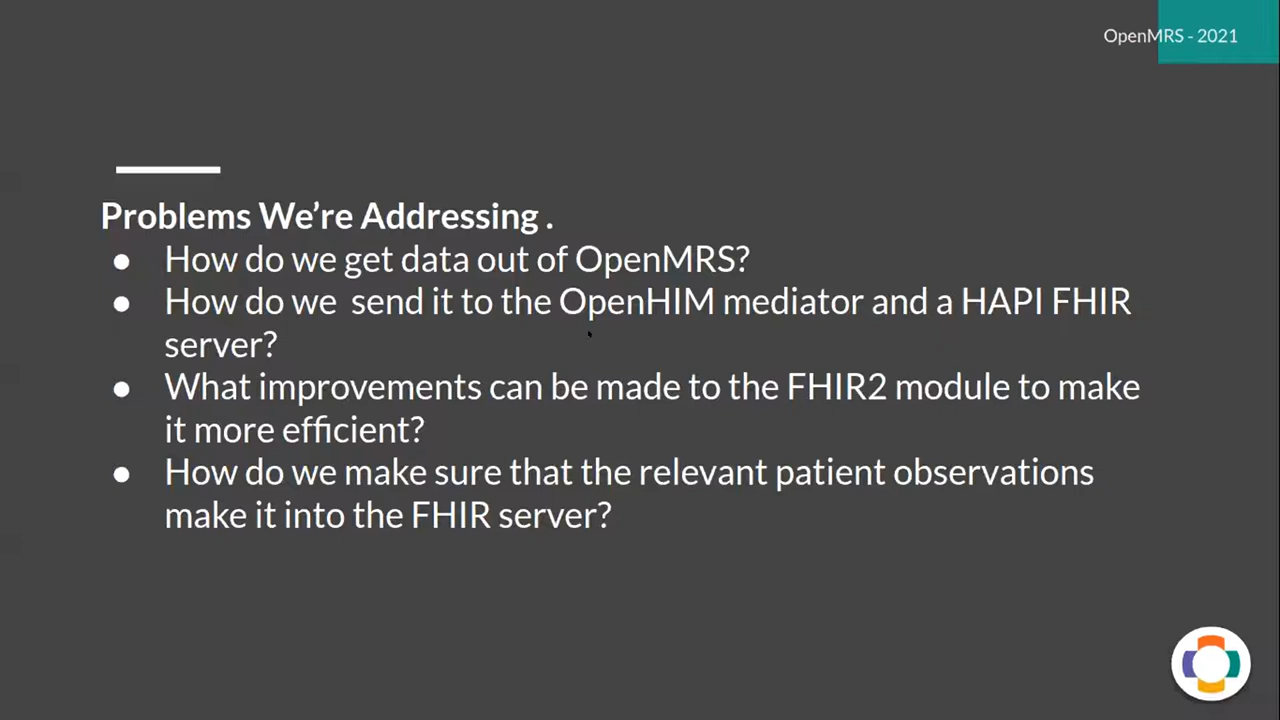 OpenMRS - 2021
Problems We’re Addressing .
● How do we get data out of OpenMRS?
● How do we  send it to the OpenHIM mediator and a HAPI FHIR
server?
● What improvements can be made to the FHIR2 module to make
it more efficient?
● How do we make sure that the relevant patient observations
make it into the FHIR server?